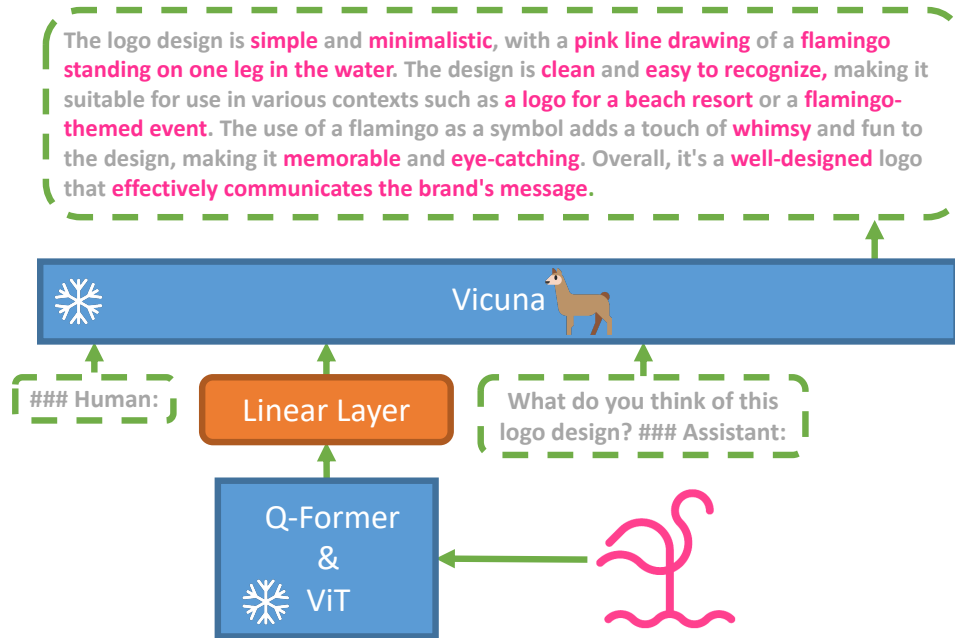 The logo design is simple and minimalistic, with a pink line drawing of a flamingo
standing on one leg in the water. The design is clean and easy to recognize, making it
suitable for use in various contexts such as a logo for a beach resort or a flamingo-
themed event. The use of a flamingo as a symbol adds a touch of whimsy and fun to
the design, making it memorable and eye-catching. Overall, it's a well-designed logo
that effectively communicates the brand's message.
Vicuna
### Human:
Linear Layer
What do you think of this
logo design? ### Assistant:
Q-Former
&
ViT